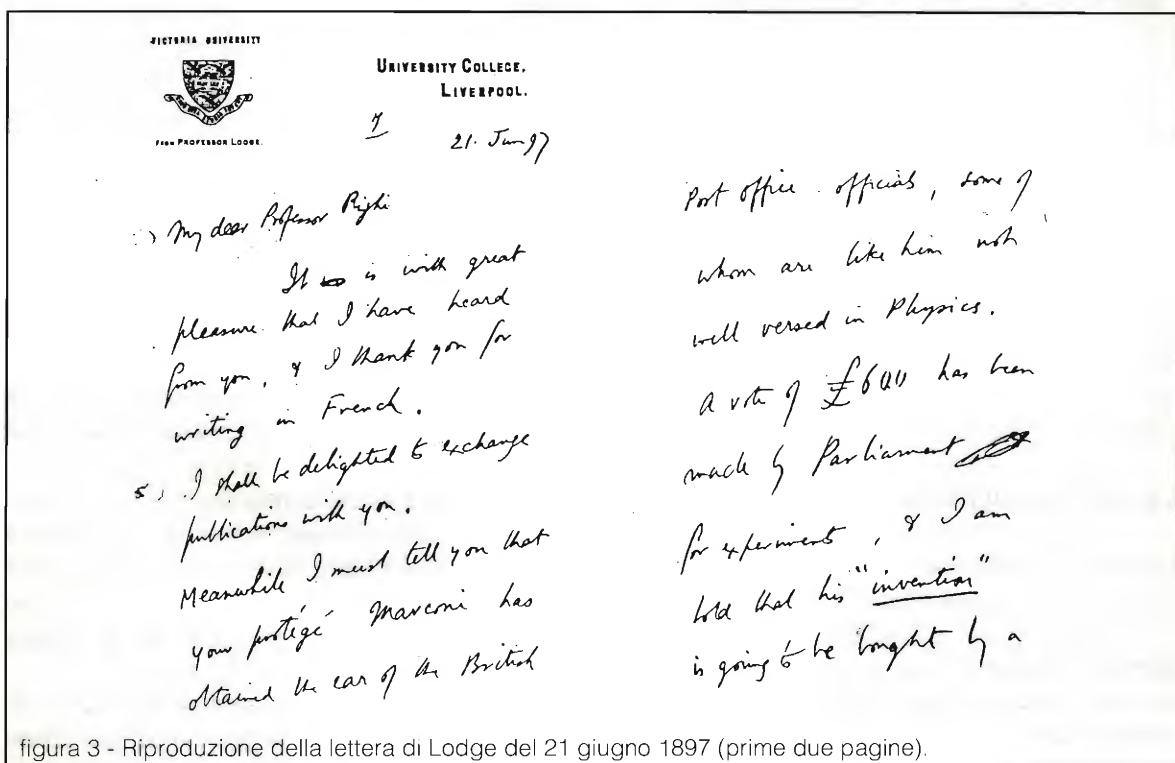 VICTORIA UNIVERSITY
FROM PROFESSOR LODGE.
UNIVERSITY COLLEGE,
LIVERPOOL.
7
21. Jun 97
My dear Professor Righi
It is with great
pleasure that I have heard
from you, & I thank you for
writing in French.
5) I shall be delighted to exchange
publications with you.
Meanwhile I must tell you that
your protégé Marconi has
obtained the ear of the British
Post office officials, some of
whom are like him not
well versed in Physics.
A vote of £600 has been
made by Parliament
for experiments, & I am
told that his "invention"
is going to be bought by a
figura 3 - Riproduzione della lettera di Lodge del 21 giugno 1897 (prime due pagine).